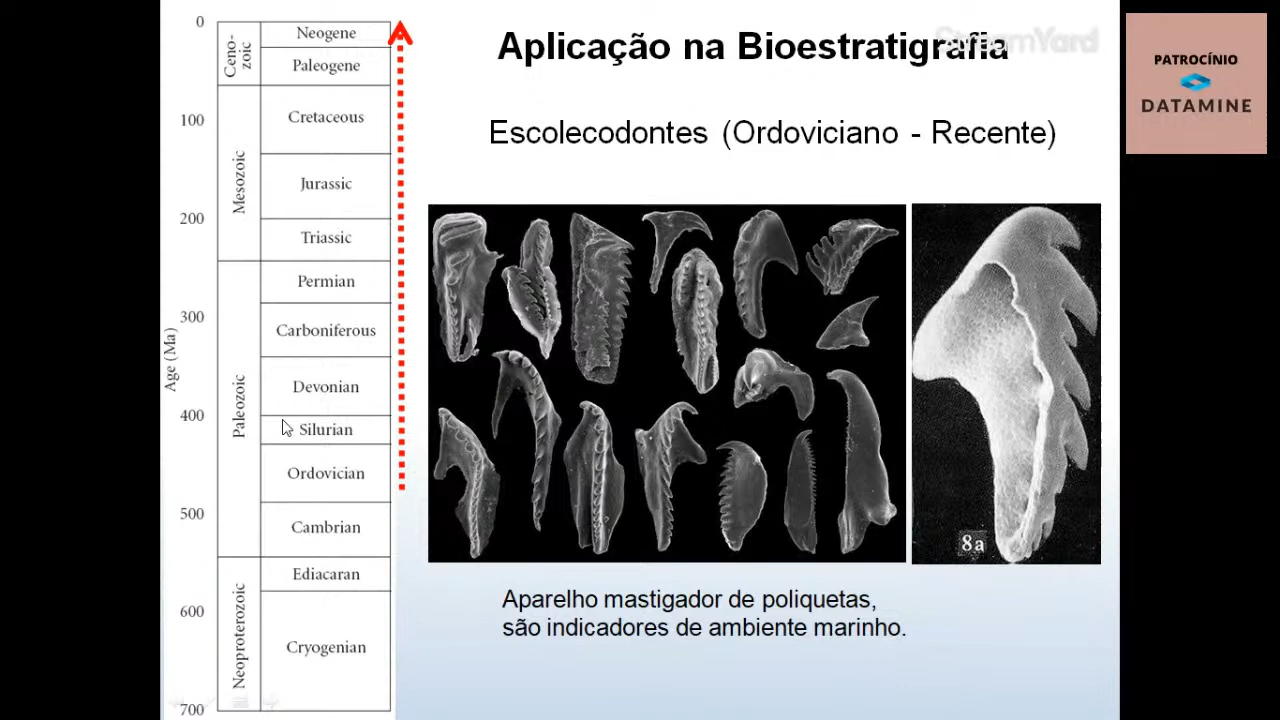 Aplicação na Bioestratigrafia
StreamYard
PATROCÍNIO
DATAMINE
Escolecodontes (Ordoviciano - Recente)
0
100
200
300
400
500
600
700
Age (Ma)
Ceno-
zoic
Mesozoic
Paleozoic
Neoproterozoic
Neogene
Paleogene
Cretaceous
Jurassic
Triassic
Permian
Carboniferous
Devonian
Silurian
Ordovician
Cambrian
Ediacaran
Cryogenian
8a
Aparelho mastigador de poliquetas,
são indicadores de ambiente marinho.